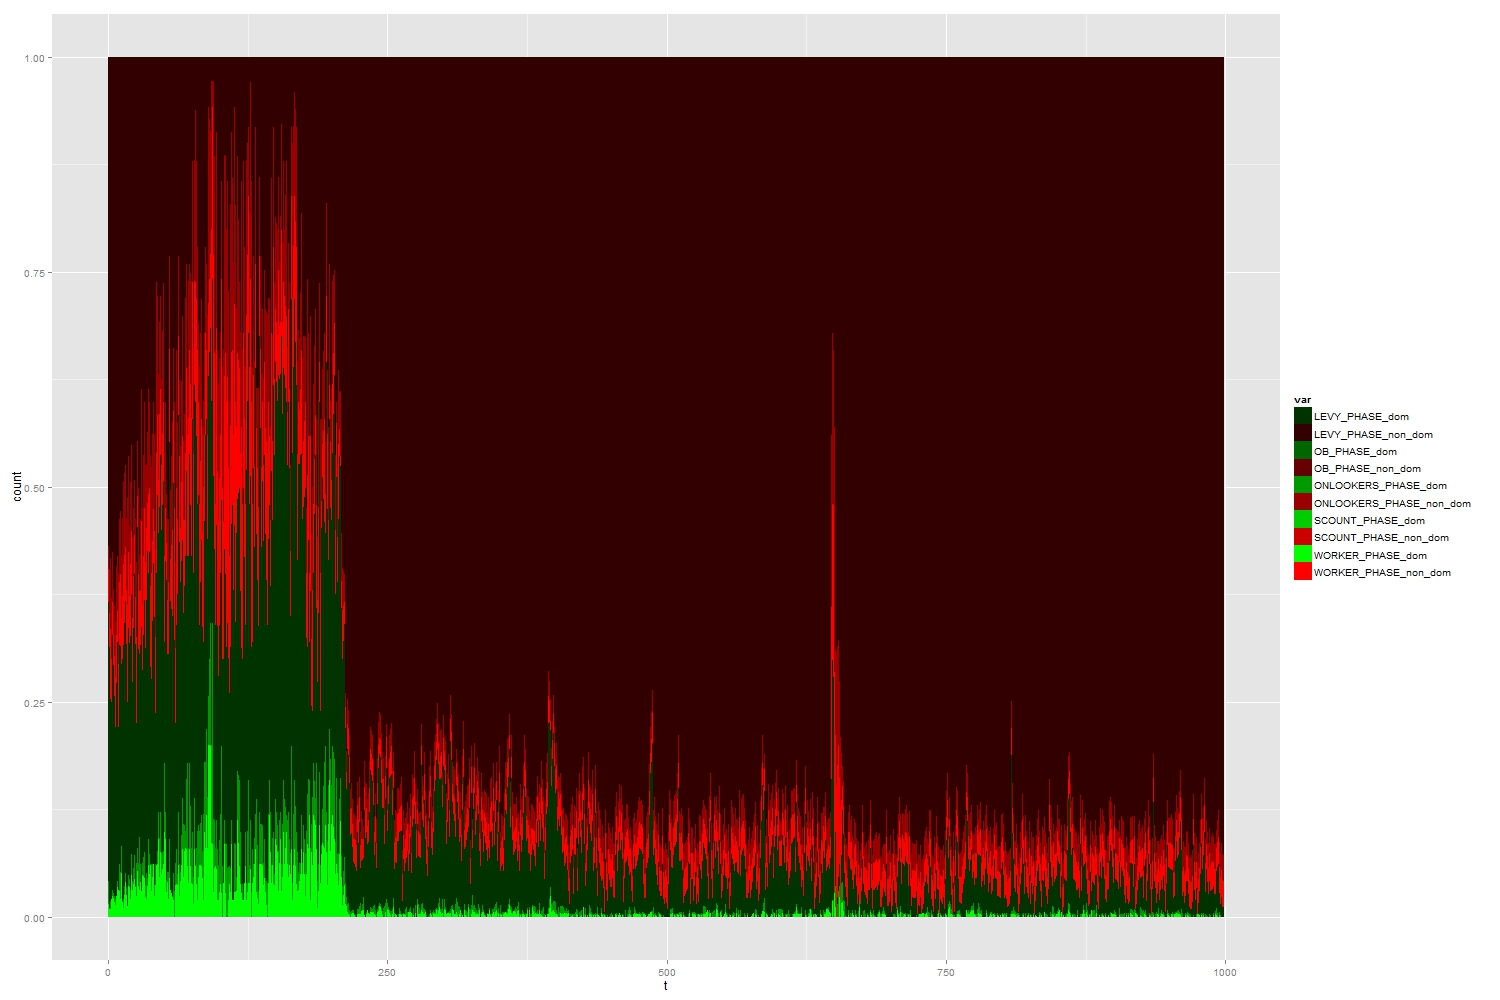 1.00
0.75
0.50
0.25
0.00
count
0
250
500
750
1000
t
var
LEVY_PHASE_dom
LEVY_PHASE_non_dom
OB_PHASE_dom
OB_PHASE_non_dom
ONLOOKERS_PHASE_dom
ONLOOKERS_PHASE_non_dom
SCOUNT_PHASE_dom
SCOUNT_PHASE_non_dom
WORKER_PHASE_dom
WORKER_PHASE_non_dom